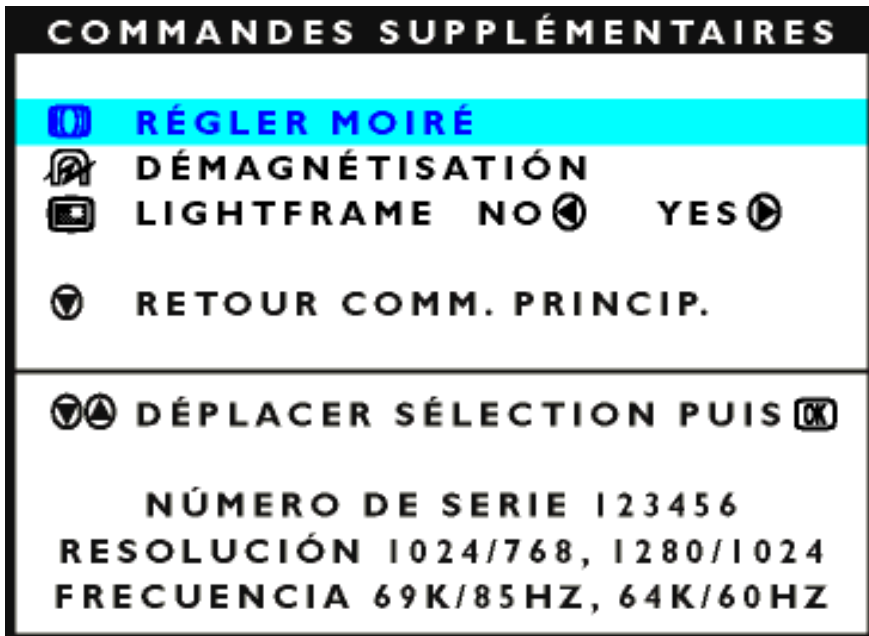 COMMANDES SUPPLÉMENTAIRES
RÉGLER MOIRÉ
DÉMAGNÉTISATIÓN
LIGHTFRAME NO YES
RETOUR COMM. PRINCIP.
DÉPLACER SÉLECTION PUIS OK
NÚMERO DE SERIE 123456
RESOLUCIÓN 1024/768, 1280/1024
FRECUENCIA 69K/85HZ, 64K/60HZ